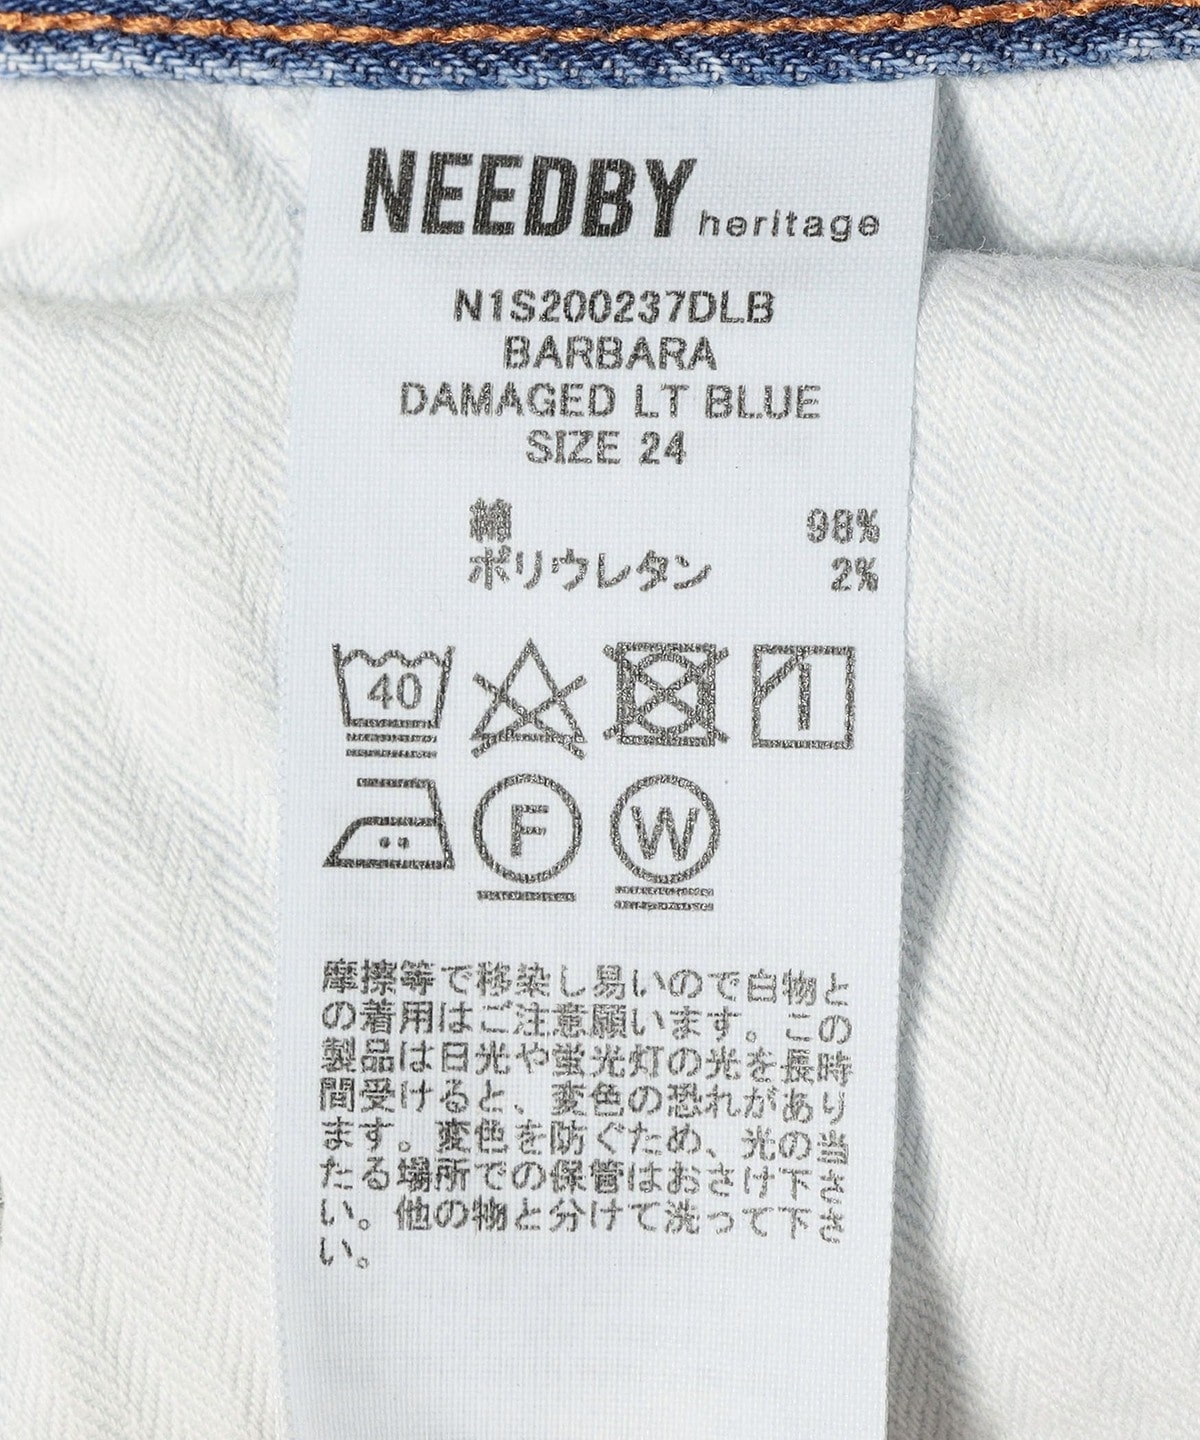 NEEDBY heritage
N1S200237DLB
BARBARA
DAMAGED LT BLUE
SIZE 24
綿 98%
ポリウレタン 2%
40
F
W
摩擦等で移染し易いので白物と
の着用はご注意願います。この
製品は日光や蛍光灯の光を長時
間受けると、変色の恐れがあり
ます。変色を防ぐため、光の当
たる場所での保管はおさけ下さ
い。他の物と分けて洗って下さ
い。